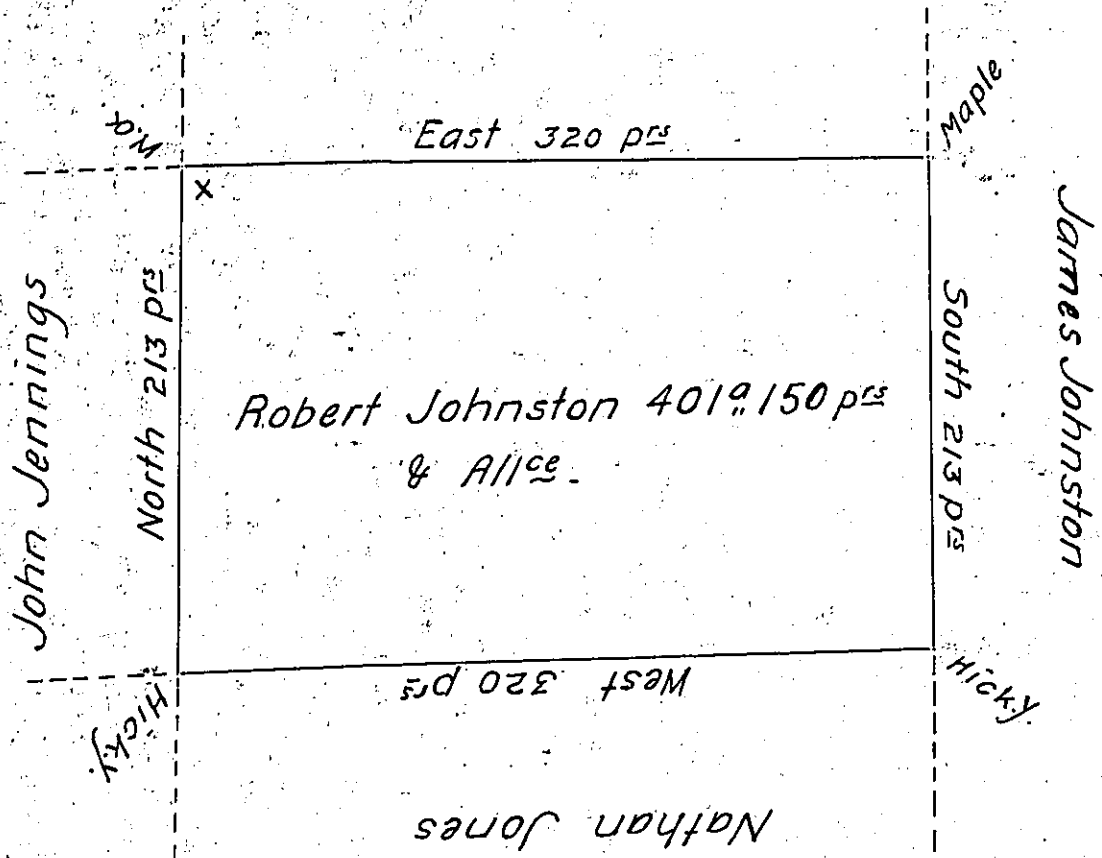 W.a.
East 320 prs
Maple
x
John Jennings
North 213 prs
Robert Johnston 401a 150 prs
& Allce.
South 213 prs
James Johnston
West 320 prs
Hicky.
Hicky.
Nathan Jones